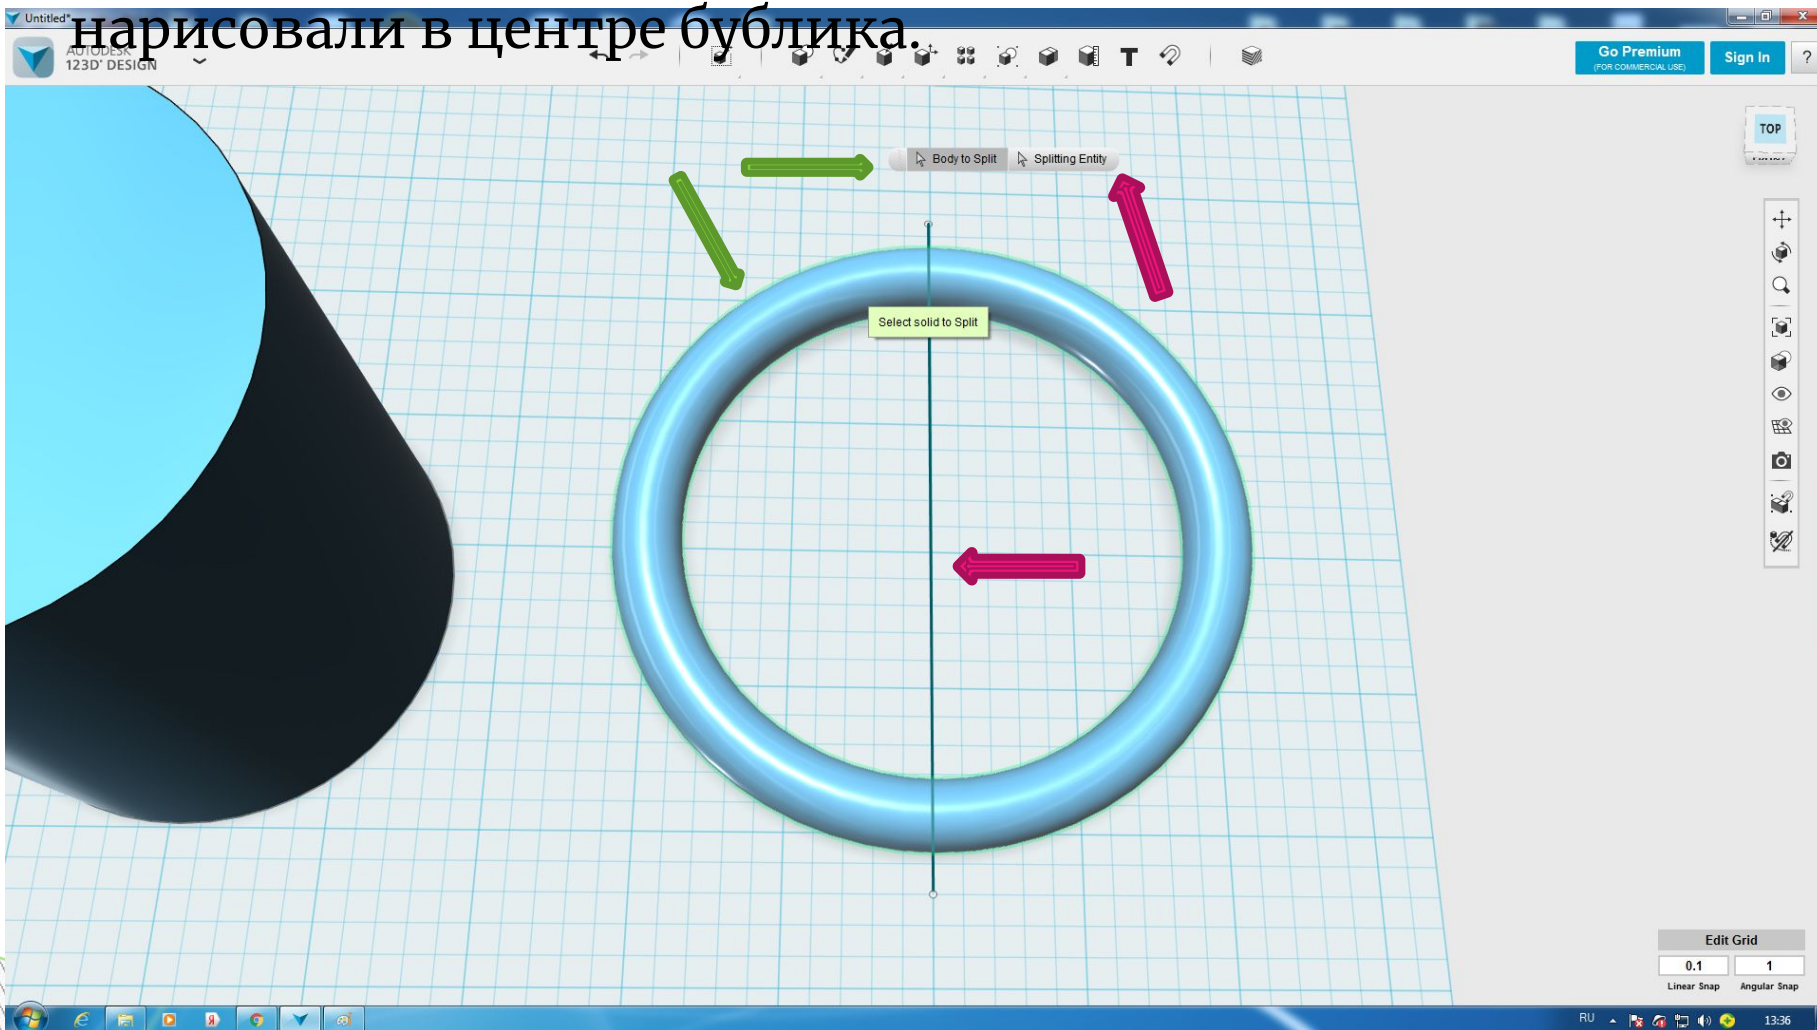 Untitled*
нарисовали в центре бублика.
AUTODESK
123D° DESIGN
T
Go Premium
(FOR COMMERCIAL USE)
Sign In
?
TOP
Body to Split
Splitting Entity
Select solid to Split
Edit Grid
0.1
1
Linear Snap
Angular Snap
RU
13:36